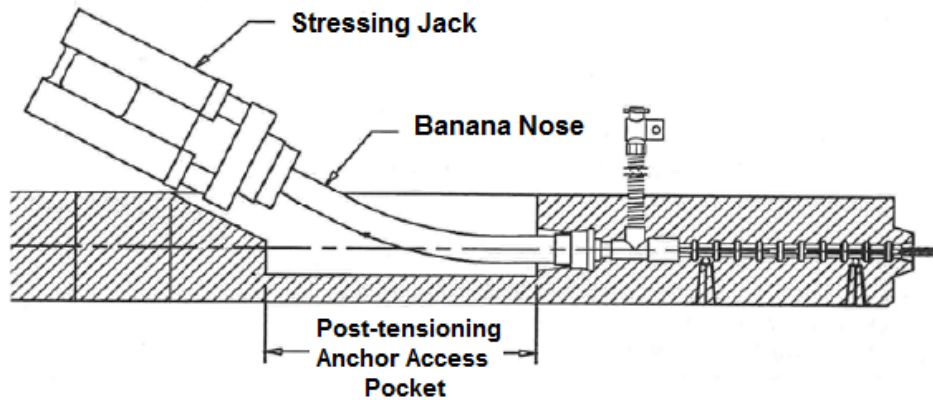 Stressing Jack
Banana Nose
Post-tensioning
Anchor Access
Pocket